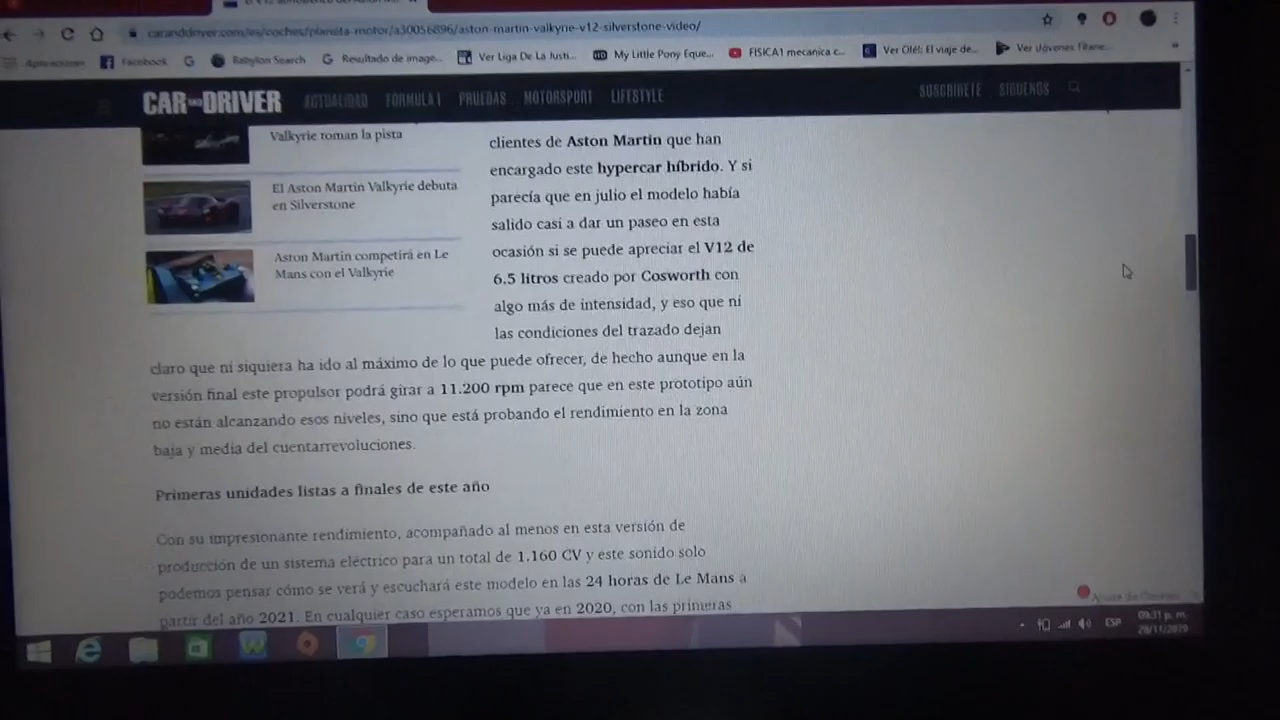 caranddriver.com/es/coches/planeta-motor/a30056896/aston-martin-valkyrie-v12-silverstone-video/
Aplicaciones Facebook Babylon Search Resultado de image... Ver Liga De La Justi... My Little Pony Eque... FISICA1 mecanica c... Ver Olé!: El viaje de... Ver Jóvenes Titane...
CAR AND DRIVER ACTUALIDAD FORMULA 1 PRUEBAS MOTORSPORT LIFESTYLE SUSCRÍBETE SÍGUENOS
Valkyrie toman la pista
El Aston Martin Valkyrie debuta
en Silverstone
Aston Martin competirá en Le
Mans con el Valkyrie
clientes de Aston Martin que han
encargado este hypercar híbrido. Y si
parecía que en julio el modelo había
salido casi a dar un paseo en esta
ocasión si se puede apreciar el V12 de
6.5 litros creado por Cosworth con
algo más de intensidad, y eso que ni
las condiciones del trazado dejan
claro que ni siquiera ha ido al máximo de lo que puede ofrecer, de hecho aunque en la
versión final este propulsor podrá girar a 11.200 rpm parece que en este prototipo aún
no están alcanzando esos niveles, sino que está probando el rendimiento en la zona
baja y media del cuentarrevoluciones.
Primeras unidades listas a finales de este año
Con su impresionante rendimiento, acompañado al menos en esta versión de
producción de un sistema eléctrico para un total de 1.160 CV y este sonido solo
podemos pensar cómo se verá y escuchará este modelo en las 24 horas de Le Mans a
partir del año 2021. En cualquier caso esperamos que ya en 2020, con las primeras
ESP
09:31 p. m.